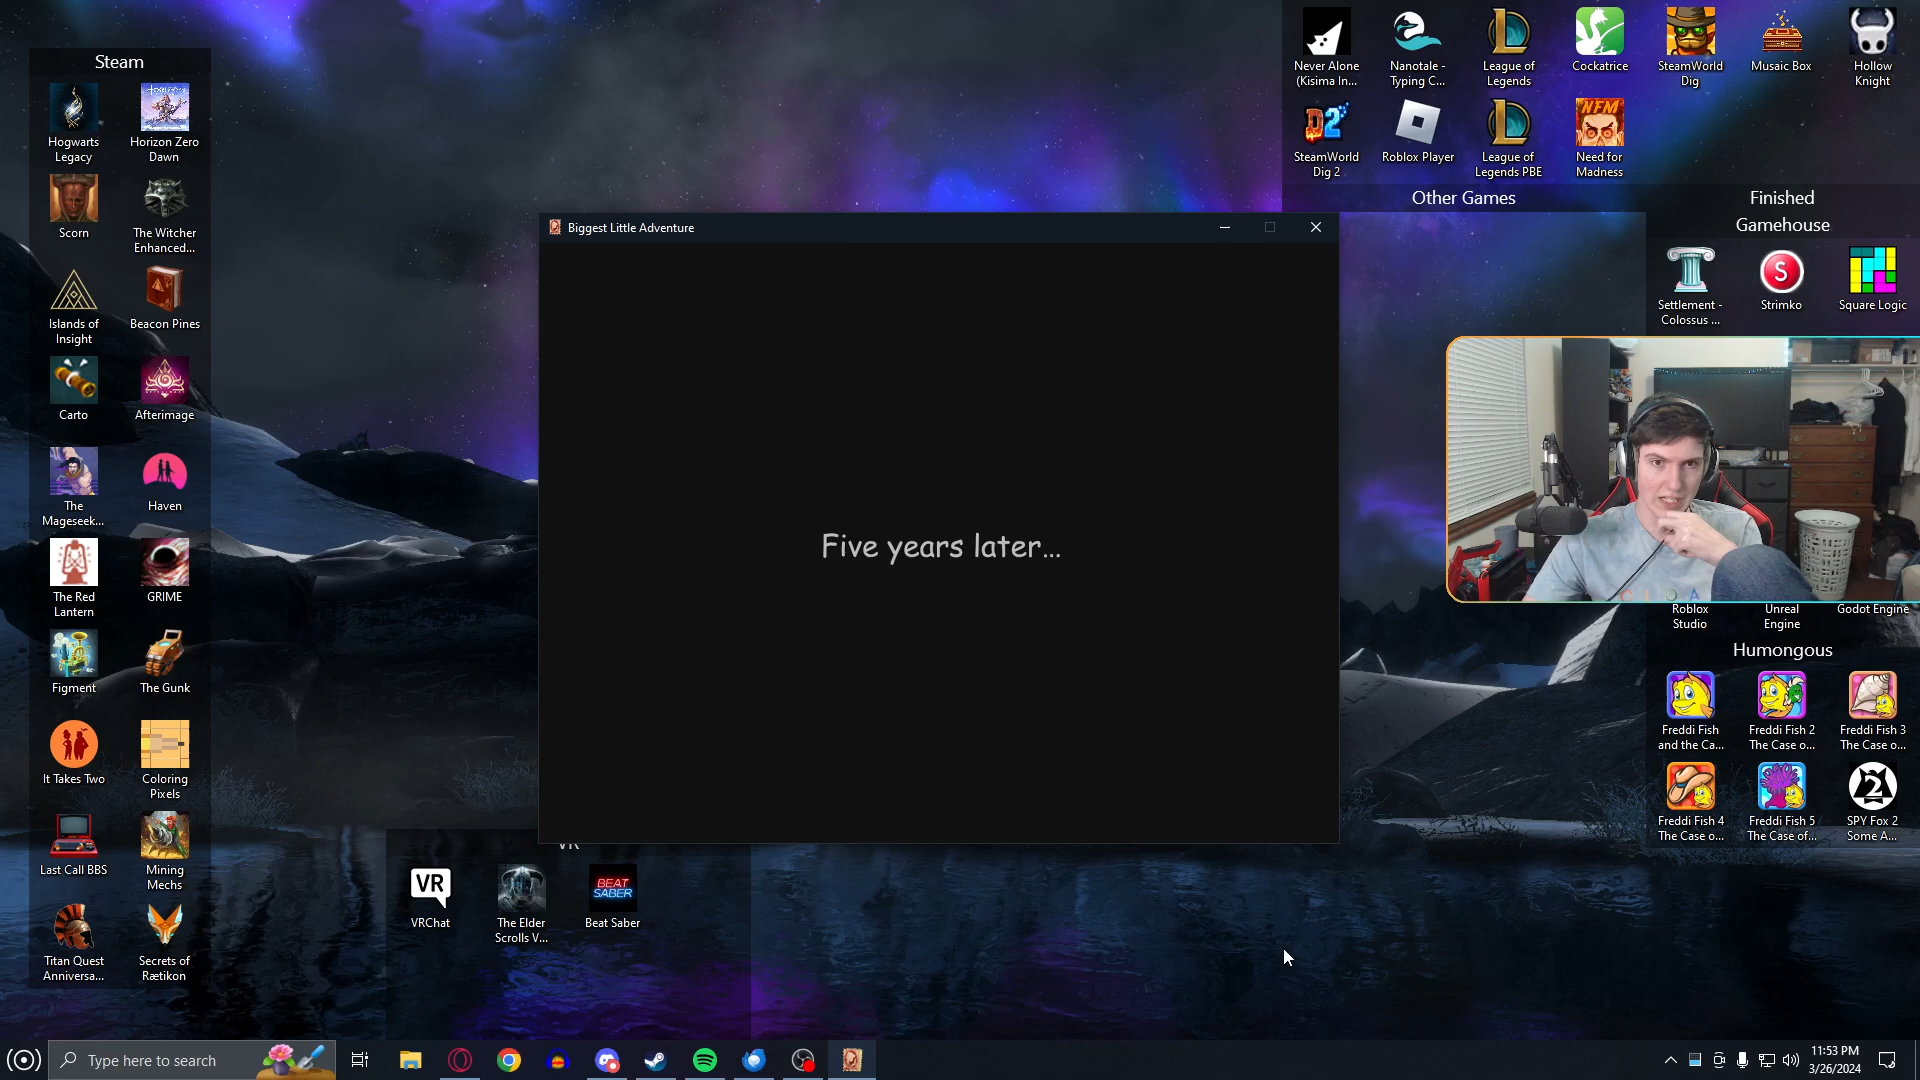 Steam
Hogwarts
Legacy
Horizon Zero
Dawn
Scorn
The Witcher
Enhanced...
Islands of
Insight
Beacon Pines
Carto
Afterimage
The
Mageseek...
Haven
The Red
Lantern
GRIME
Figment
The Gunk
It Takes Two
Coloring
Pixels
Last Call BBS
Mining
Mechs
Titan Quest
Anniversa...
Secrets of
Rætikon
Never Alone
(Kisima In...
Nanotale -
Typing C...
League of
Legends
Cockatrice
SteamWorld
Dig
Musaic Box
Hollow
Knight
D2
NFM
SteamWorld
Dig 2
Roblox Player
League of
Legends PBE
Need for
Madness
Other Games
Finished
Gamehouse
S
Settlement -
Colossus ...
Strimko
Square Logic
Biggest Little Adventure
Five years later...
Roblox
Studio
Unreal
Engine
Godot Engine
Humongous
Freddi Fish
and the Ca...
Freddi Fish 2
The Case o...
Freddi Fish 3
The Case o...
2
Freddi Fish 4
The Case o...
Freddi Fish 5
The Case of...
SPY Fox 2
Some A...
VR
VR
BEAT
SABER
VRChat
The Elder
Scrolls V...
Beat Saber
Type here to search
11:53 PM
3/26/2024